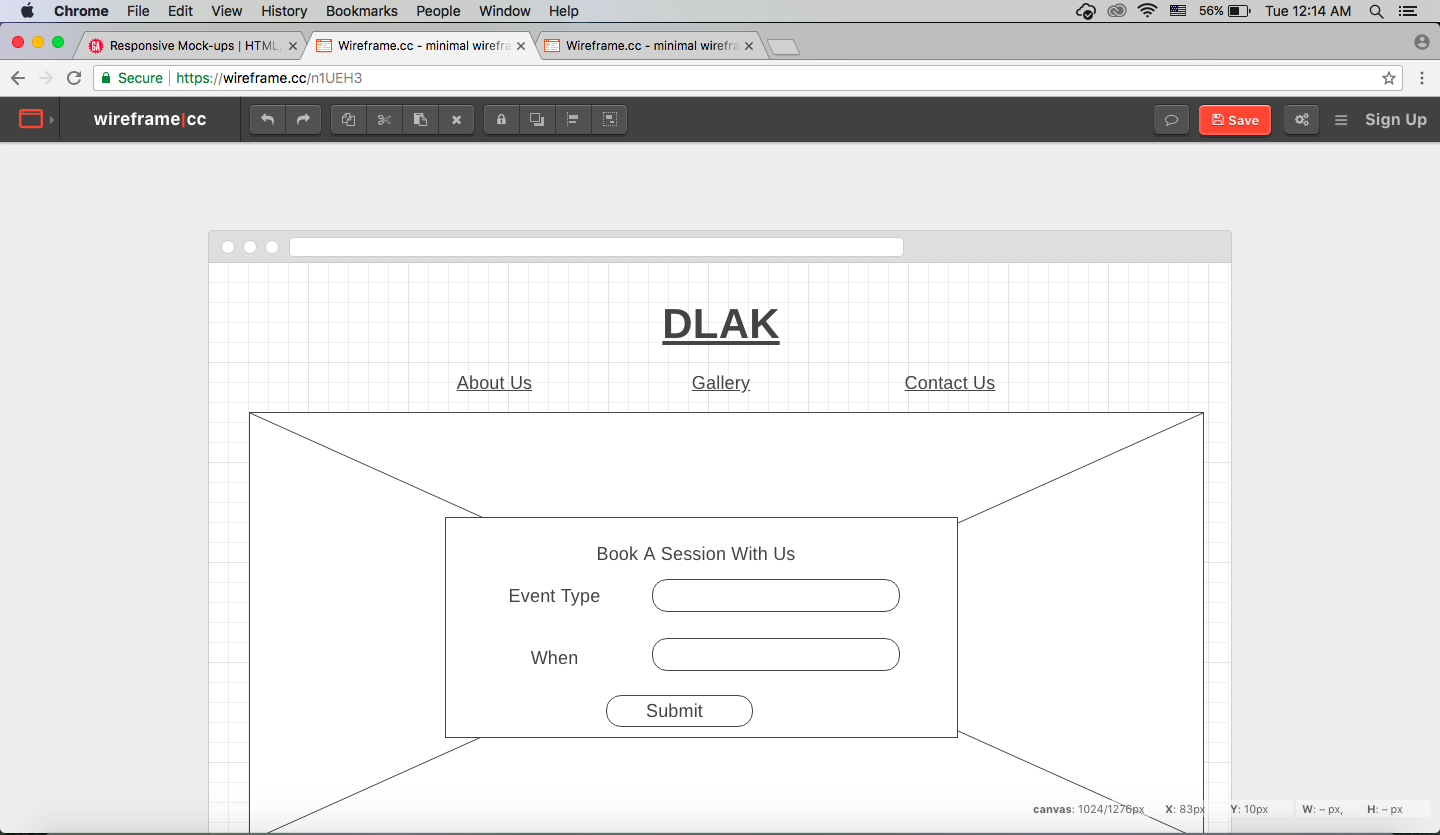 Chrome File Edit View History Bookmarks People Window Help 56% Tue 12:14 AM
Responsive Mock-ups | HTML, Wireframe.cc - minimal wirefra Wireframe.cc - minimal wirefra
Secure https://wireframe.cc/n1UEH3
wireframe|cc Save Sign Up
DLAK
About Us Gallery Contact Us
Book A Session With Us
Event Type
When
Submit
canvas: 1024/1276px X: 83px Y: 10px W: – px, H: – px